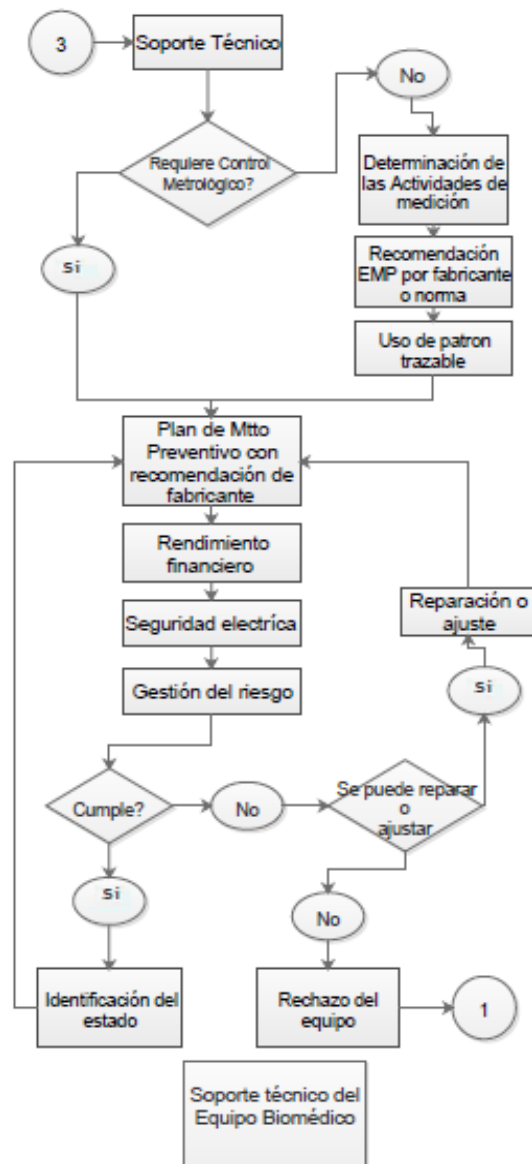 3
Soporte Técnico
No
Requiere Control
Metrológico?
Determinación de
las Actividades de
medición
Si
Recomendación
EMP por fabricante
o norma
Uso de patron
trazable
Plan de Mtto
Preventivo con
recomendación de
fabricante
Rendimiento
financiero
Reparación o
ajuste
Seguridad electríca
Gestión del riesgo
Si
Cumple?
No
Se puede reparar
o
ajustar
Si
No
Identificación del
estado
Rechazo del
equipo
1
Soporte técnico del
Equipo Biomédico